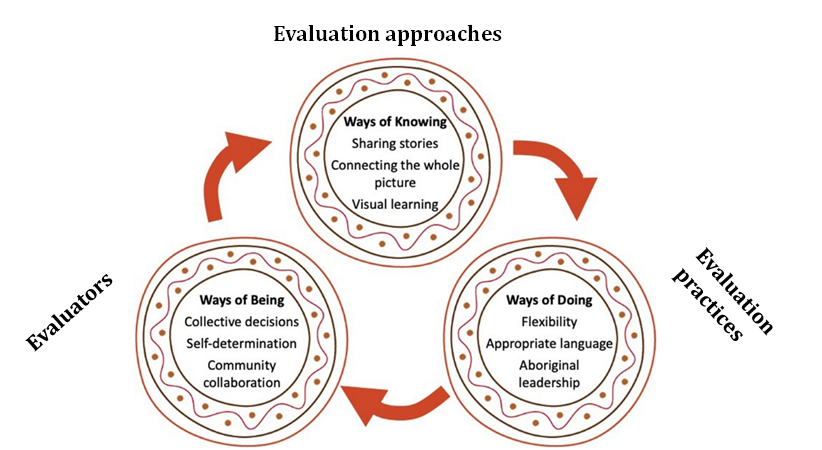 Evaluation approaches
Ways of Knowing
Sharing stories
Connecting the whole
picture
Visual learning
Evaluators
Ways of Being
Collective decisions
Self-determination
Community
collaboration
Ways of Doing
Flexibility
Appropriate language
Aboriginal
leadership
Evaluation
practices